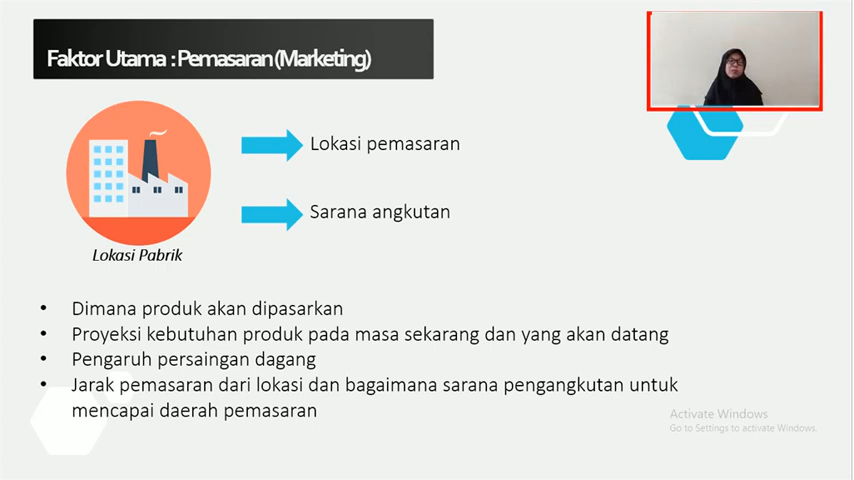 Faktor Utama : Pemasaran (Marketing)
Lokasi pemasaran
Sarana angkutan
Lokasi Pabrik
• Dimana produk akan dipasarkan
• Proyeksi kebutuhan produk pada masa sekarang dan yang akan datang
• Pengaruh persaingan dagang
• Jarak pemasaran dari lokasi dan bagaimana sarana pengangkutan untuk
mencapai daerah pemasaran
Activate Windows
Go to Settings to activate Windows.